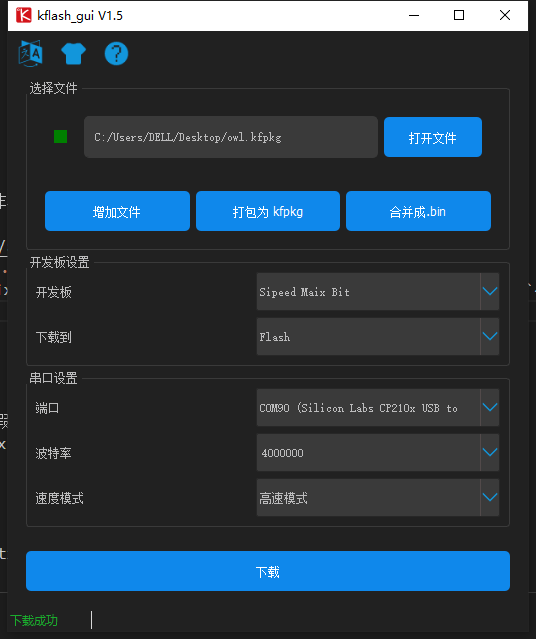 kflash_gui V1.5
选择文件
C:/Users/DELL/Desktop/owl.kfpkg
打开文件
增加文件
打包为 kfpkg
合并成.bin
开发板设置
开发板
Sipeed Maix Bit
下载到
Flash
串口设置
端口
COM90 (Silicon Labs CP210x USB to
波特率
4000000
速度模式
高速模式
下载
下载成功